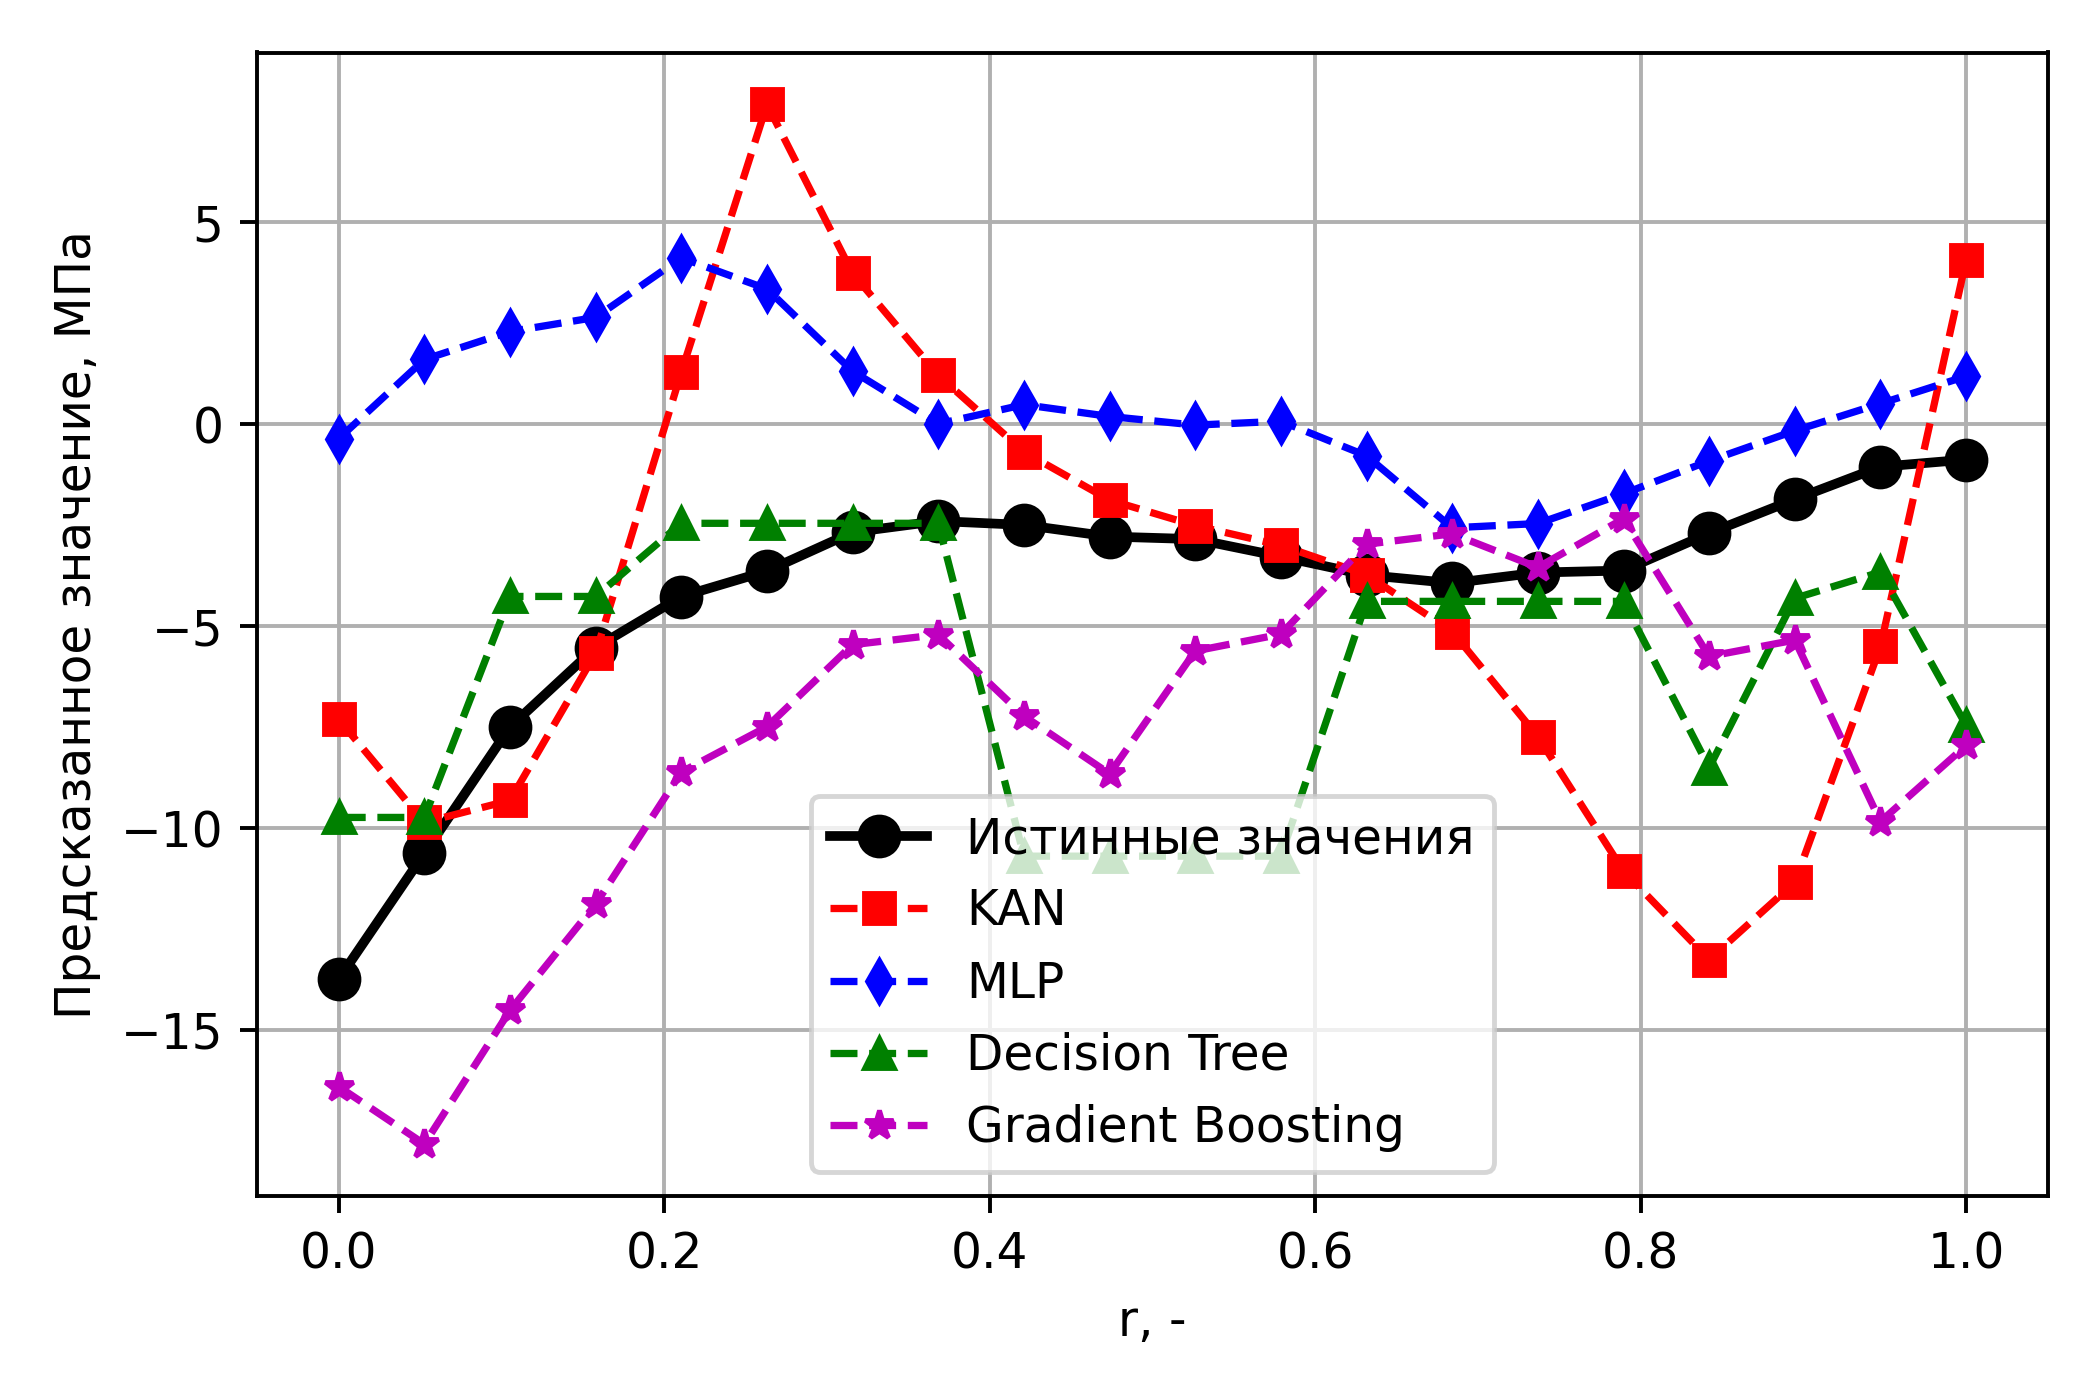 Предсказанное значение, МПа
5
0
−5
−10
−15
Истинные значения
KAN
MLP
Decision Tree
Gradient Boosting
0.0 0.2 0.4 0.6 0.8 1.0
r, -